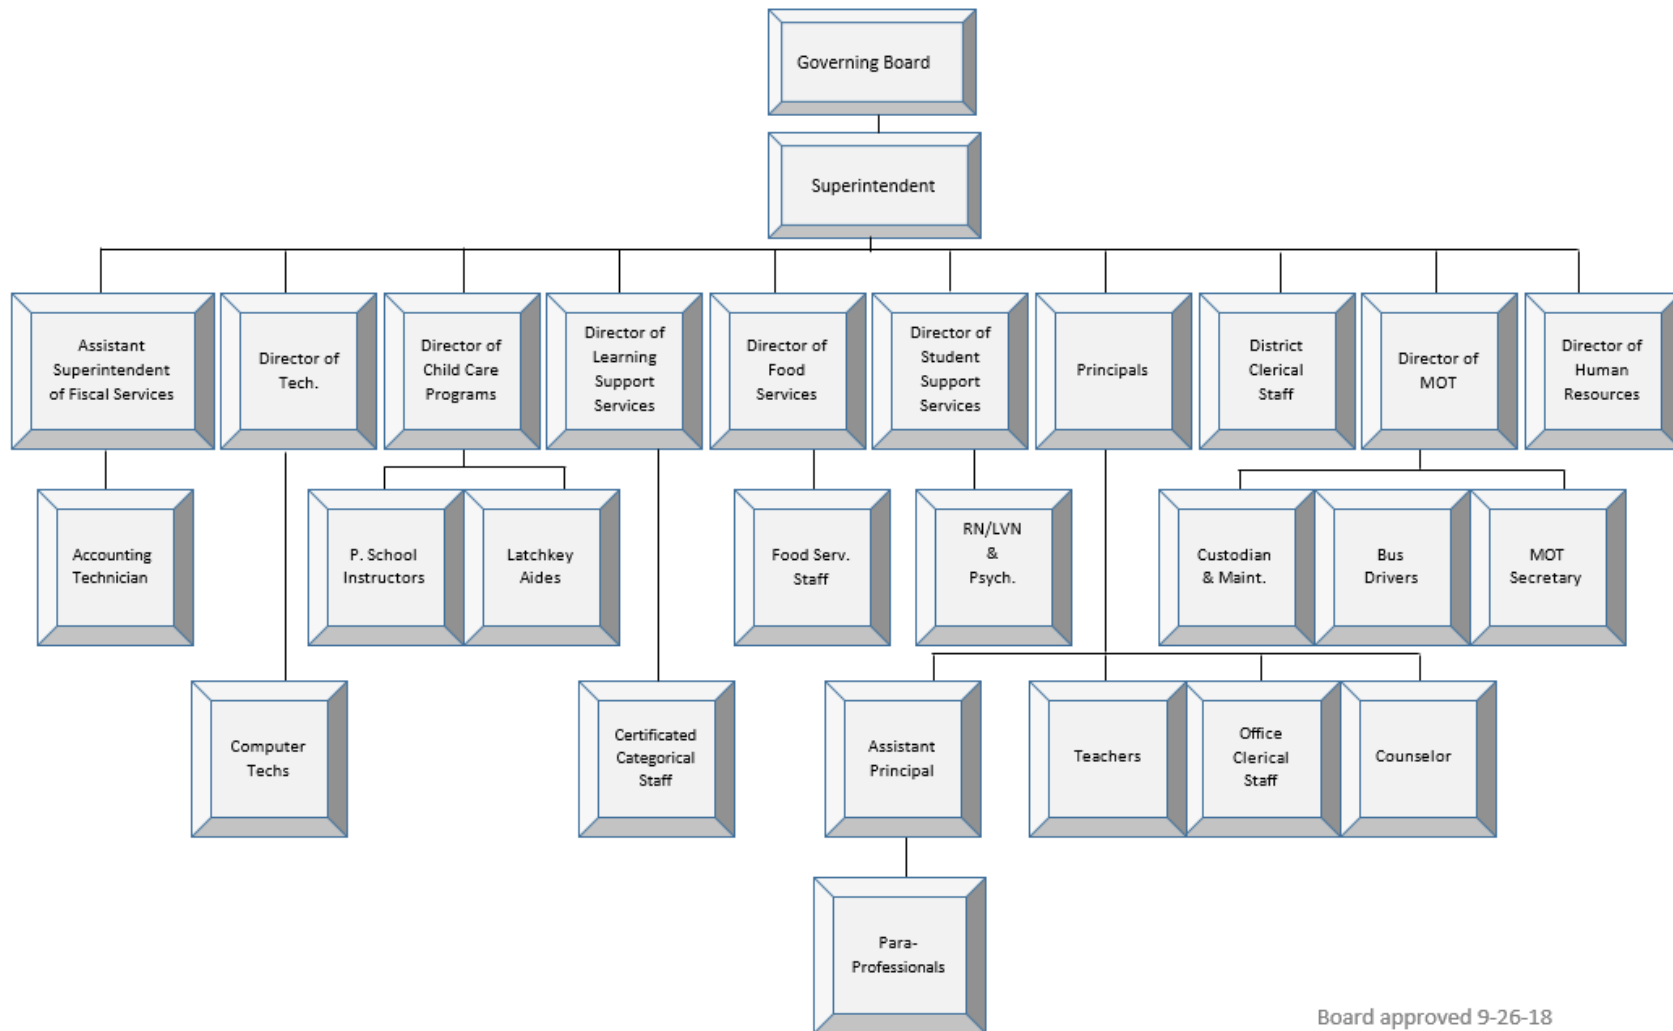 Governing Board
Superintendent
Assistant
Superintendent
of Fiscal Services
Director of
Tech.
Director of
Child Care
Programs
Director of
Learning
Support
Services
Director of
Food
Services
Director of
Student
Support
Services
Principals
District
Clerical
Staff
Director of
MOT
Director of
Human
Resources
Accounting
Technician
P. School
Instructors
Latchkey
Aides
Food Serv.
Staff
RN/LVN
&
Psych.
Custodian
& Maint.
Bus
Drivers
MOT
Secretary
Computer
Techs
Certificated
Categorical
Staff
Assistant
Principal
Teachers
Office
Clerical
Staff
Counselor
Para-
Professionals
Board approved 9-26-18